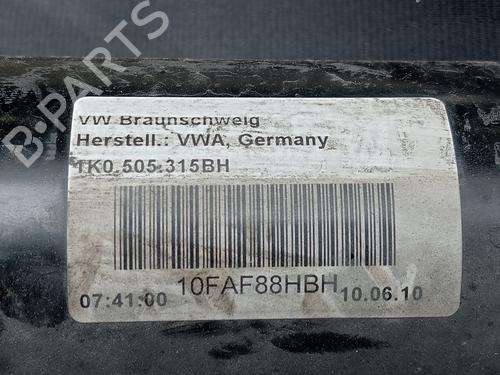 B-PARTS
VW Braunschweig
Herstell.: VWA, Germany
1K0.505.315BH
10FAF88HBH
07:41:00
10.06.10